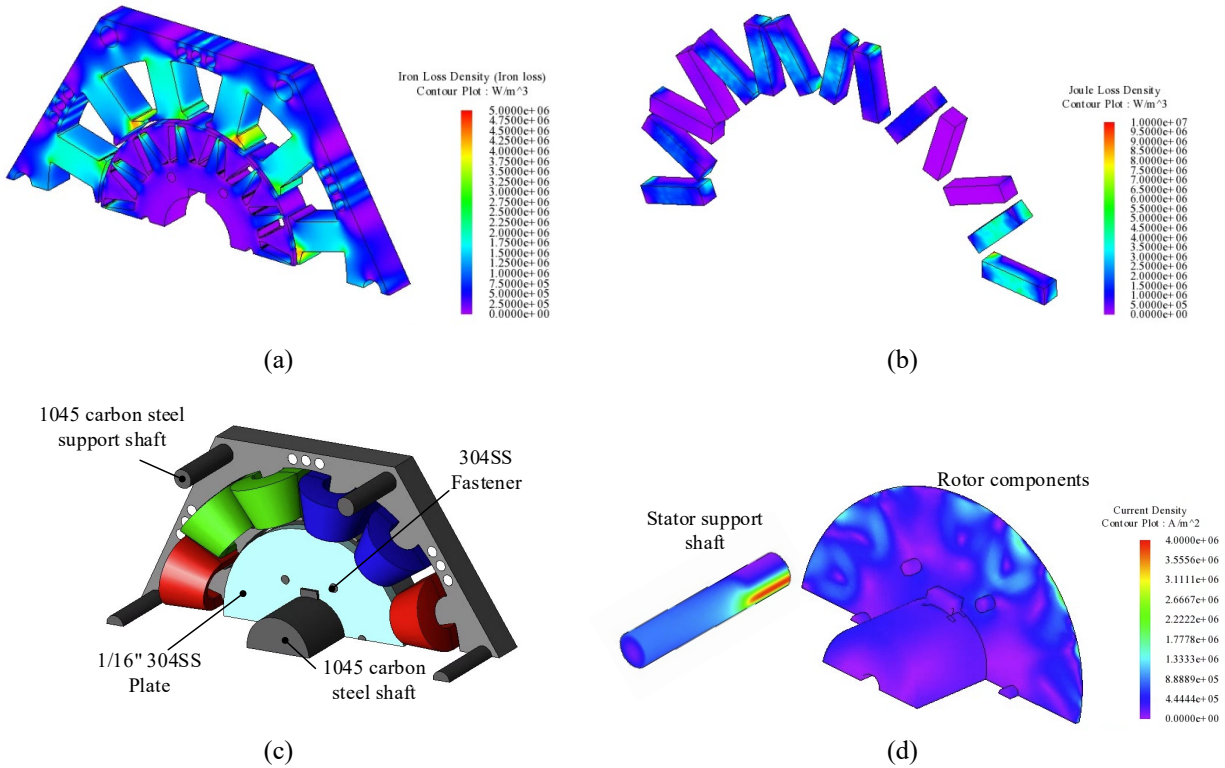 Iron Loss Density (Iron loss)
Contour Plot : W/m^3
5.0000e+06
4.7500e+06
4.5000e+06
4.2500e+06
4.0000e+06
3.7500e+06
3.5000e+06
3.2500e+06
3.0000e+06
2.7500e+06
2.5000e+06
2.2500e+06
2.0000e+06
1.7500e+06
1.5000e+06
1.2500e+06
1.0000e+06
7.5000e+05
5.0000e+05
2.5000e+05
0.0000e+00
(a)
Joule Loss Density
Contour Plot : W/m^3
1.0000e+07
9.5000e+06
9.0000e+06
8.5000e+06
8.0000e+06
7.5000e+06
7.0000e+06
6.5000e+06
6.0000e+06
5.5000e+06
5.0000e+06
4.5000e+06
4.0000e+06
3.5000e+06
3.0000e+06
2.5000e+06
2.0000e+06
1.5000e+06
1.0000e+06
5.0000e+05
0.0000e+00
(b)
1045 carbon steel
support shaft
304SS
Fastener
1/16" 304SS
Plate
1045 carbon
steel shaft
(c)
Stator support
shaft
Rotor components
Current Density
Contour Plot : A/m^2
4.0000e+06
3.5556e+06
3.1111e+06
2.6667e+06
2.2222e+06
1.7778e+06
1.3333e+06
8.8889e+05
4.4444e+05
0.0000e+00
(d)